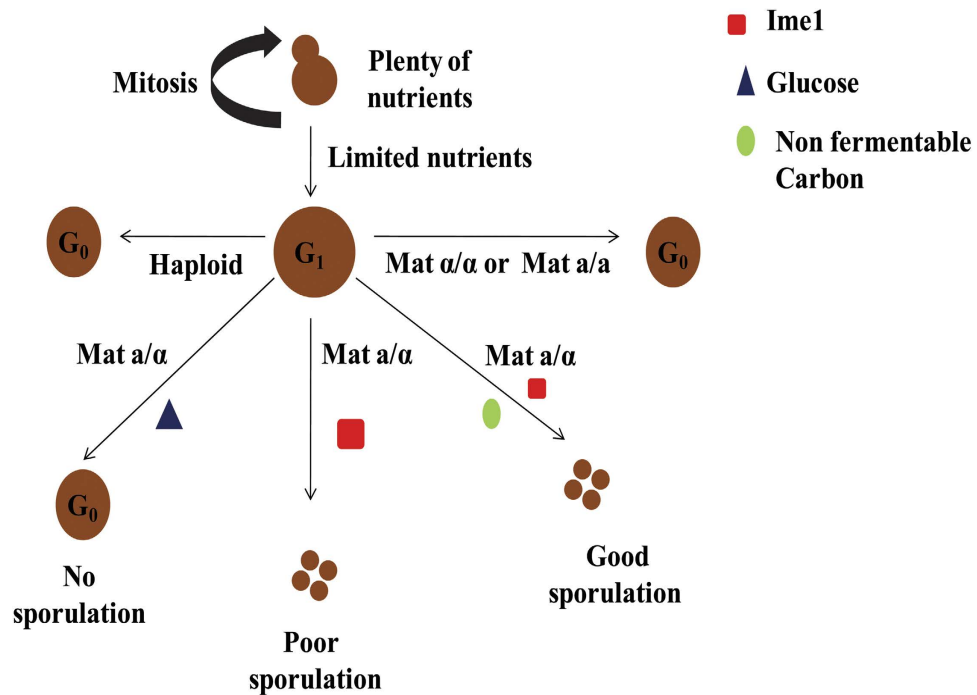 Mitosis
Plenty of
nutrients
Limited nutrients
Ime1
Glucose
Non fermentable
Carbon
G₀
Haploid
G₁
Mat α/α or Mat a/a
G₀
Mat a/α
Mat a/α
Mat a/α
G₀
No
sporulation
Poor
sporulation
Good
sporulation